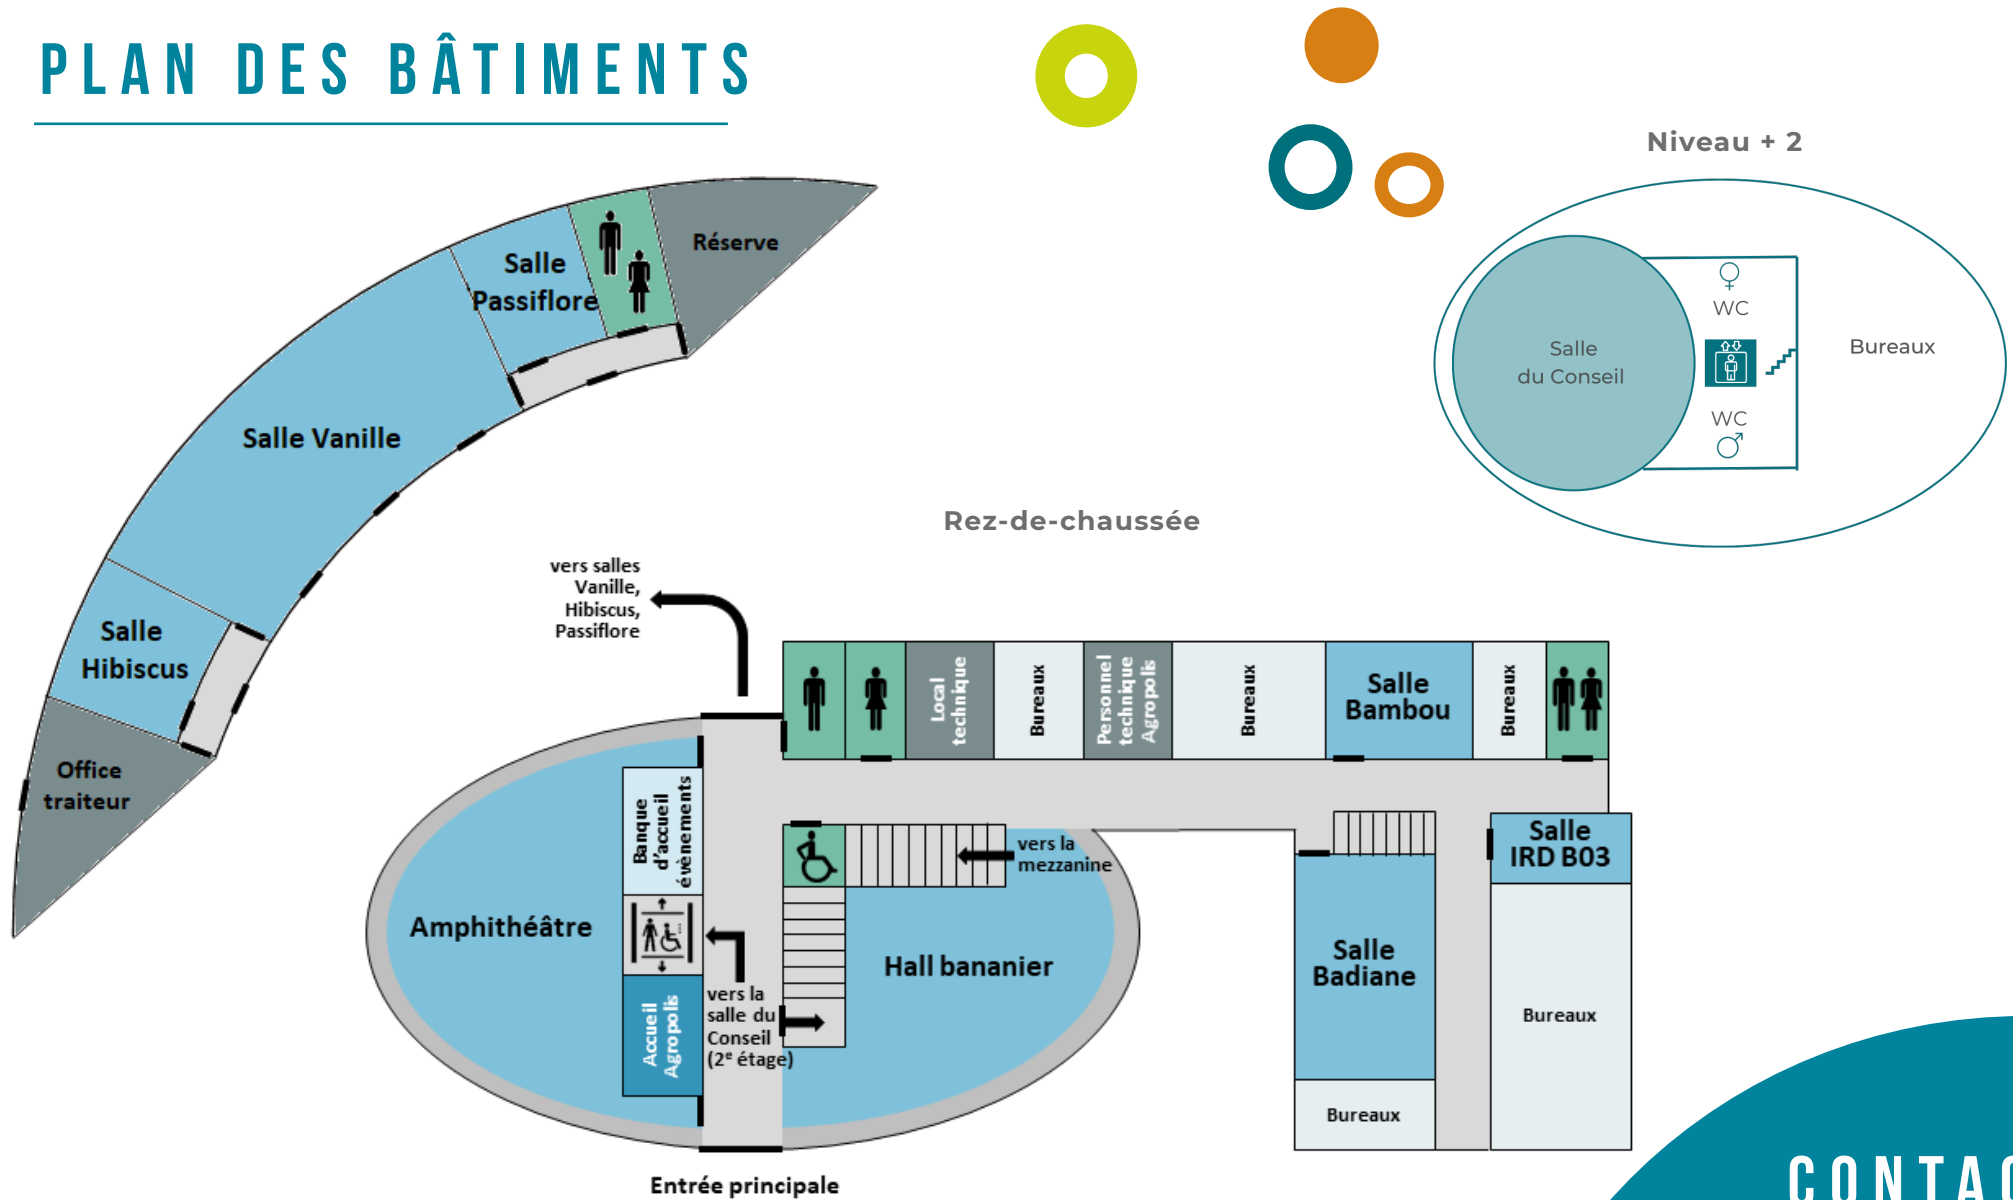 PLAN DES BÂTIMENTS
Niveau + 2
WC
Salle
du Conseil
Bureaux
WC
Réserve
Salle
Passiflore
Salle Vanille
Salle
Hibiscus
Office
traiteur
Rez-de-chaussée
vers salles
Vanille,
Hibiscus,
Passiflore
Local
technique
Bureaux
Personnel
technique
Agropolis
Bureaux
Salle
Bambou
Bureaux
Banque
d'accueil
évènements
vers la
mezzanine
Salle
IRD B03
Amphithéâtre
Hall bananier
Salle
Badiane
Accueil
Agropolis
vers la
salle du
Conseil
(2e étage)
Bureaux
Bureaux
Entrée principale
CONTAC